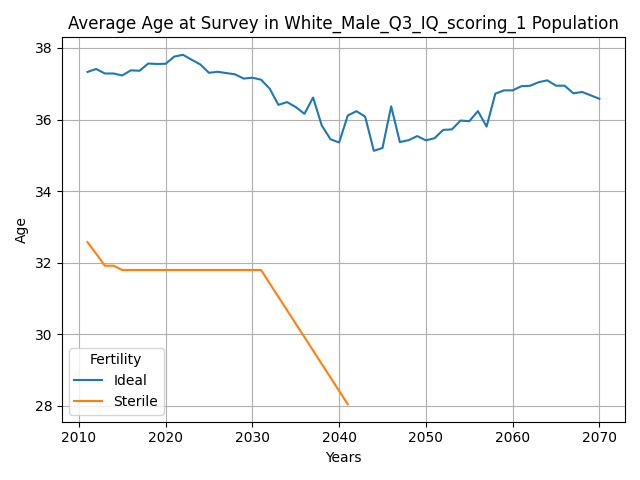 Average Age at Survey in White_Male_Q3_IQ_scoring_1 Population
38
36
34
32
30
28
Age
Fertility
Ideal
Sterile
2010 2020 2030 2040 2050 2060 2070
Years